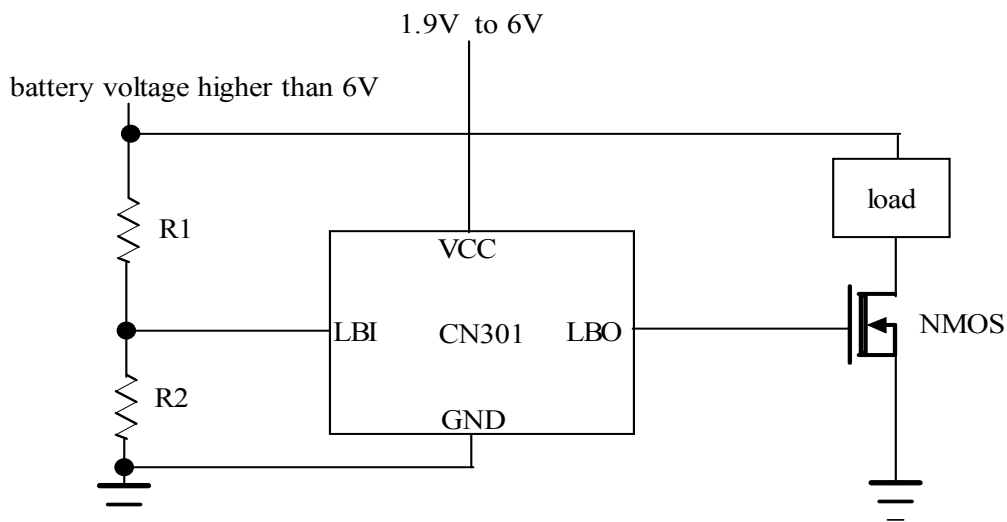 1.9V to 6V
battery voltage higher than 6V
load
R1
VCC
LBI
CN301
LBO
NMOS
R2
GND